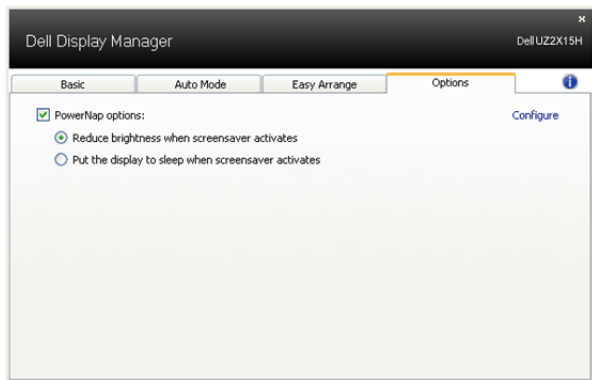 x
Dell Display Manager
Dell UZ2X15H
Basic
Auto Mode
Easy Arrange
Options
i
PowerNap options:
Configure
Reduce brightness when screensaver activates
Put the display to sleep when screensaver activates